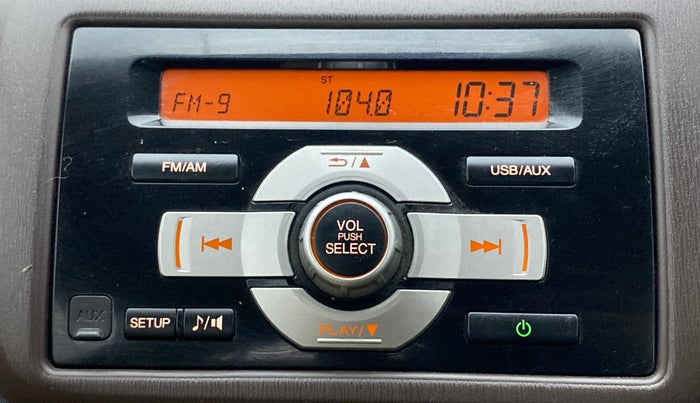 ST
FM-9 104.0 10:37
FM/AM
USB/AUX
VOL
PUSH
SELECT
AUX
SETUP
PLAY/